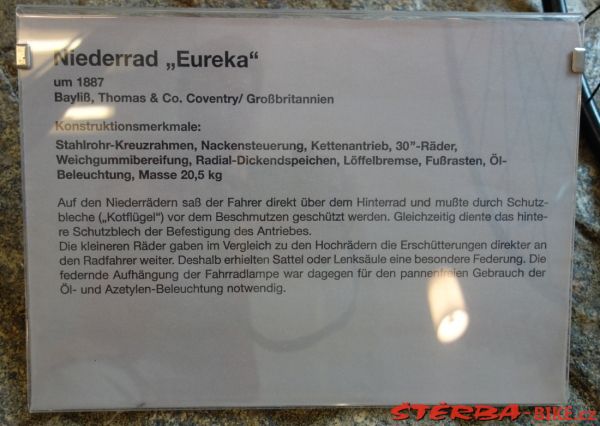 Niederrad „Eureka“
um 1887
Bayliß, Thomas & Co. Coventry/ Großbritannien
Konstruktionsmerkmale:
Stahlrohr-Kreuzrahmen, Nackensteuerung, Kettenantrieb, 30”-Räder,
Weichgummibereifung, Radial-Dickendspeichen, Löffelbremse, Fußrasten, Öl-
Beleuchtung, Masse 20,5 kg
Auf den Niederrädern saß der Fahrer direkt über dem Hinterrad und mußte durch Schutz-
bleche („Kotflügel“) vor dem Beschmutzen geschützt werden. Gleichzeitig diente das hinte-
re Schutzblech der Befestigung des Antriebes.
Die kleineren Räder gaben im Vergleich zu den Hochrädern die Erschütterungen direkter an
den Radfahrer weiter. Deshalb erhielten Sattel oder Lenksäule eine besondere Federung. Die
federnde Aufhängung der Fahrradlampe war dagegen für den pannenfreien Gebrauch der
Öl- und Azetylen-Beleuchtung notwendig.
ŠTĚRBA-BIKE.cz